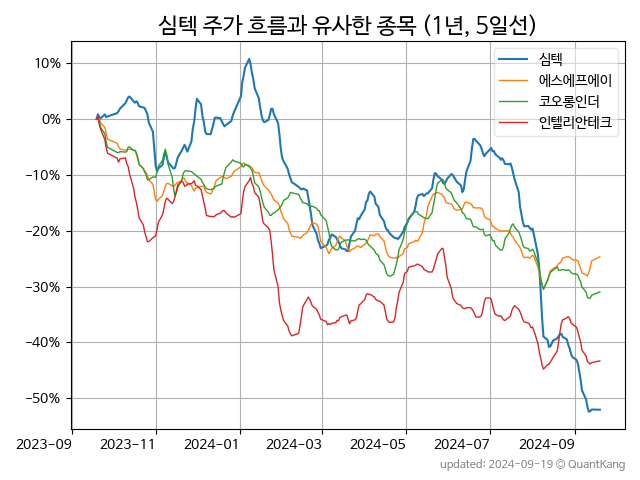 심텍 주가 흐름과 유사한 종목 (1년, 5일선)
심텍
에스에프에이
코오롱인더
인텔리안테크
10%
0%
−10%
−20%
−30%
−40%
−50%
2023-09 2023-11 2024-01 2024-03 2024-05 2024-07 2024-09
updated: 2024-09-19 @ QuantKang